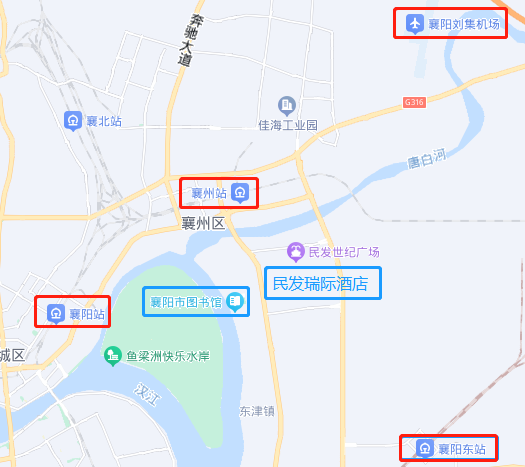 奔驰大道
襄阳刘集机场
G316
襄北站
佳海工业园
唐白河
襄州站
襄州区
民发世纪广场
民发瑞际酒店
襄阳市图书馆
襄阳站
城区
鱼梁洲快乐水岸
汉江
东津镇
襄阳东站